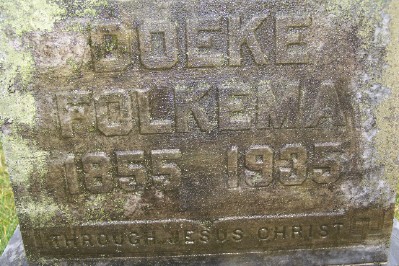 DOEKE
FOLKEMA
1855 1935
THROUGH JESUS CHRIST